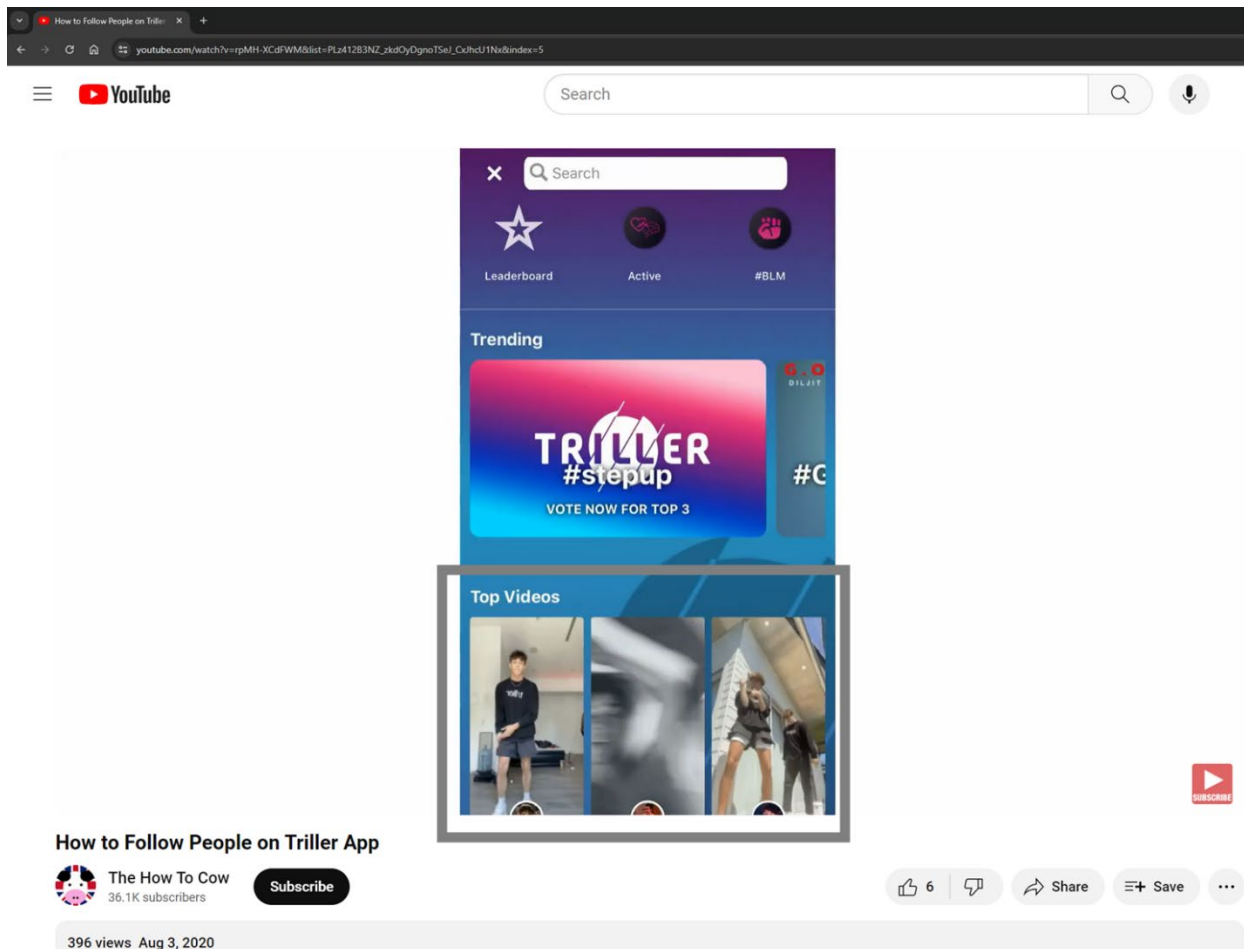 How to Follow People on Triller
youtube.com/watch?v=rpMH-XCdFWM&list=PLz412B3NZ_zkdOyDgnoTSeJ_CxJhcU1Nx&index=5
YouTube
Search
Search
Leaderboard Active #BLM
Trending
TRILLER
#stepup
VOTE NOW FOR TOP 3
G.O
DILJIT
#G
Top Videos
SUBSCRIBE
How to Follow People on Triller App
The How To Cow
36.1K subscribers
Subscribe
6 Share Save
396 views Aug 3, 2020